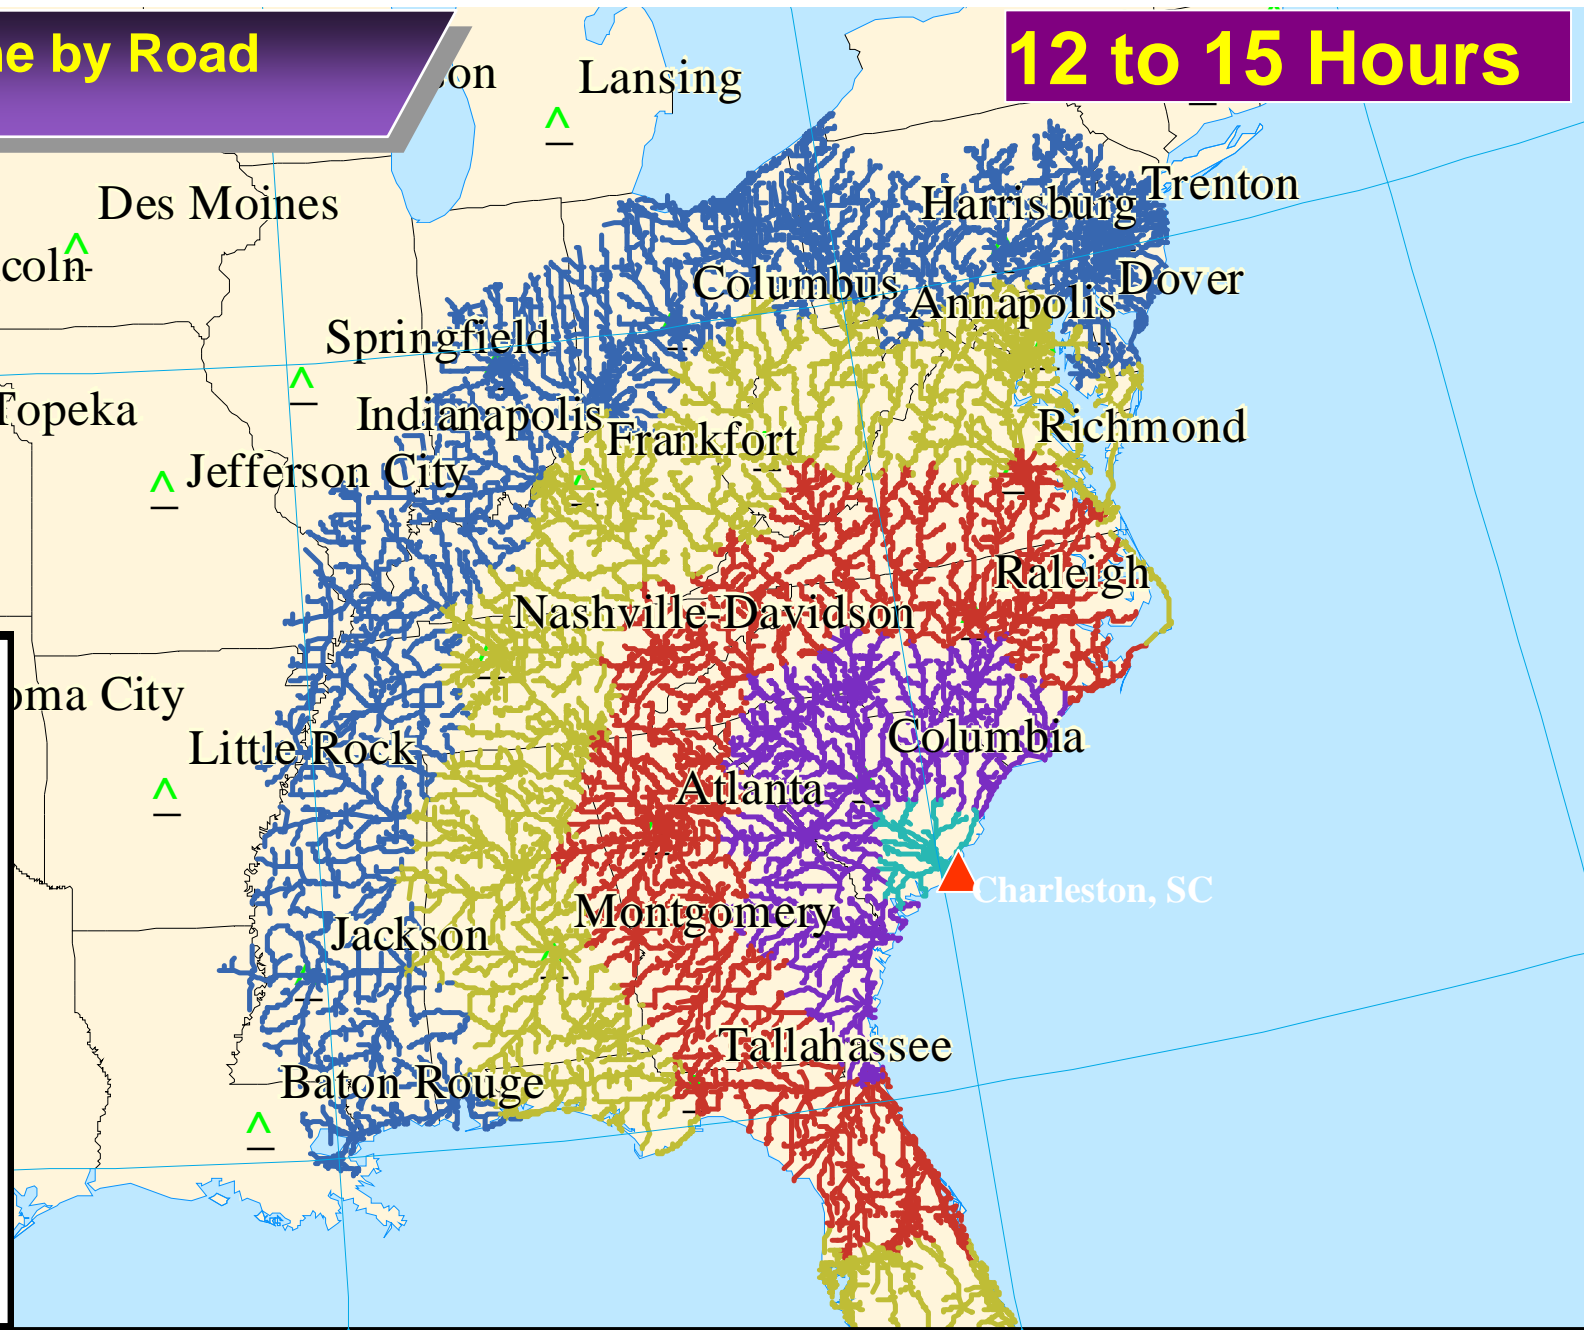 ne by Road
12 to 15 Hours
son
Lansing
Des Moines
Trenton
Harrisburg
coln
Columbus
Dover
Annapolis
Springfield
Topeka
Indianapolis
Frankfort
Richmond
Jefferson City
Raleigh
Nashville-Davidson
oma City
Little Rock
Columbia
Atlanta
Charleston, SC
Montgomery
Jackson
Tallahassee
Baton Rouge